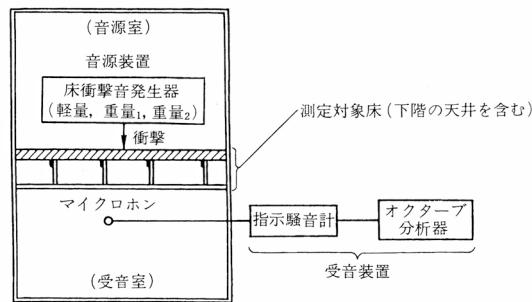 (音源室)
音源装置
床衝撃音発生器
(軽量, 重量1, 重量2)
衝撃
測定対象床(下階の天井を含む)
マイクロホン
指示騒音計
オクターブ
分析器
受音装置
(受音室)